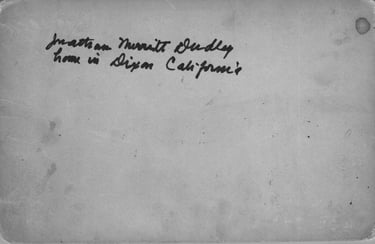 Jonathan Merritt Dudley
home in Dixon California